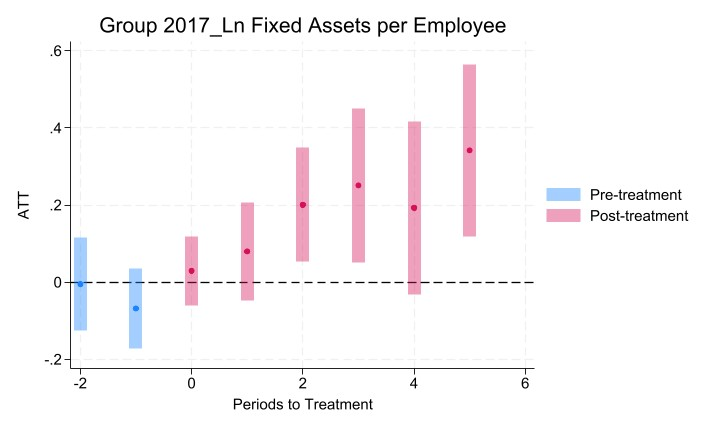 Group 2017_Ln Fixed Assets per Employee
.6
.4
.2
0
-.2
ATT
-2
0
2
4
6
Periods to Treatment
Pre-treatment
Post-treatment